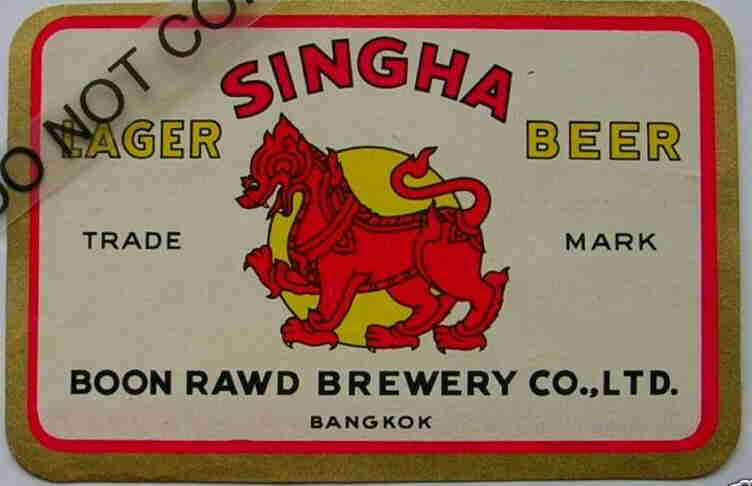 DO NOT CO
SINGHA
LAGER BEER
TRADE MARK
BOON RAWD BREWERY CO.,LTD.
BANGKOK